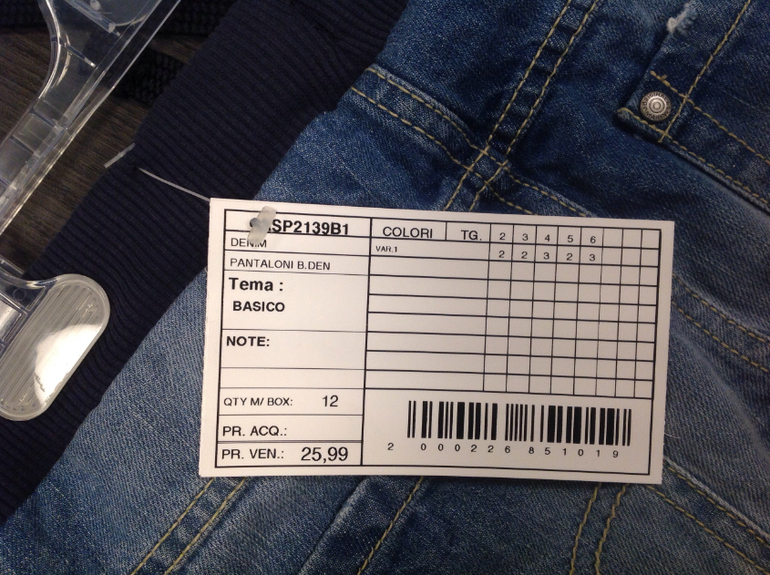 COLORI TG. 2 3 4 5 6
DENIM VAR.1 2 2 3 2 3
PANTALONI B.DEN
Tema :
BASICO
NOTE:
QTY M/ BOX: 12
PR. ACQ.:
PR. VEN.: 25,99
2 000226 851019